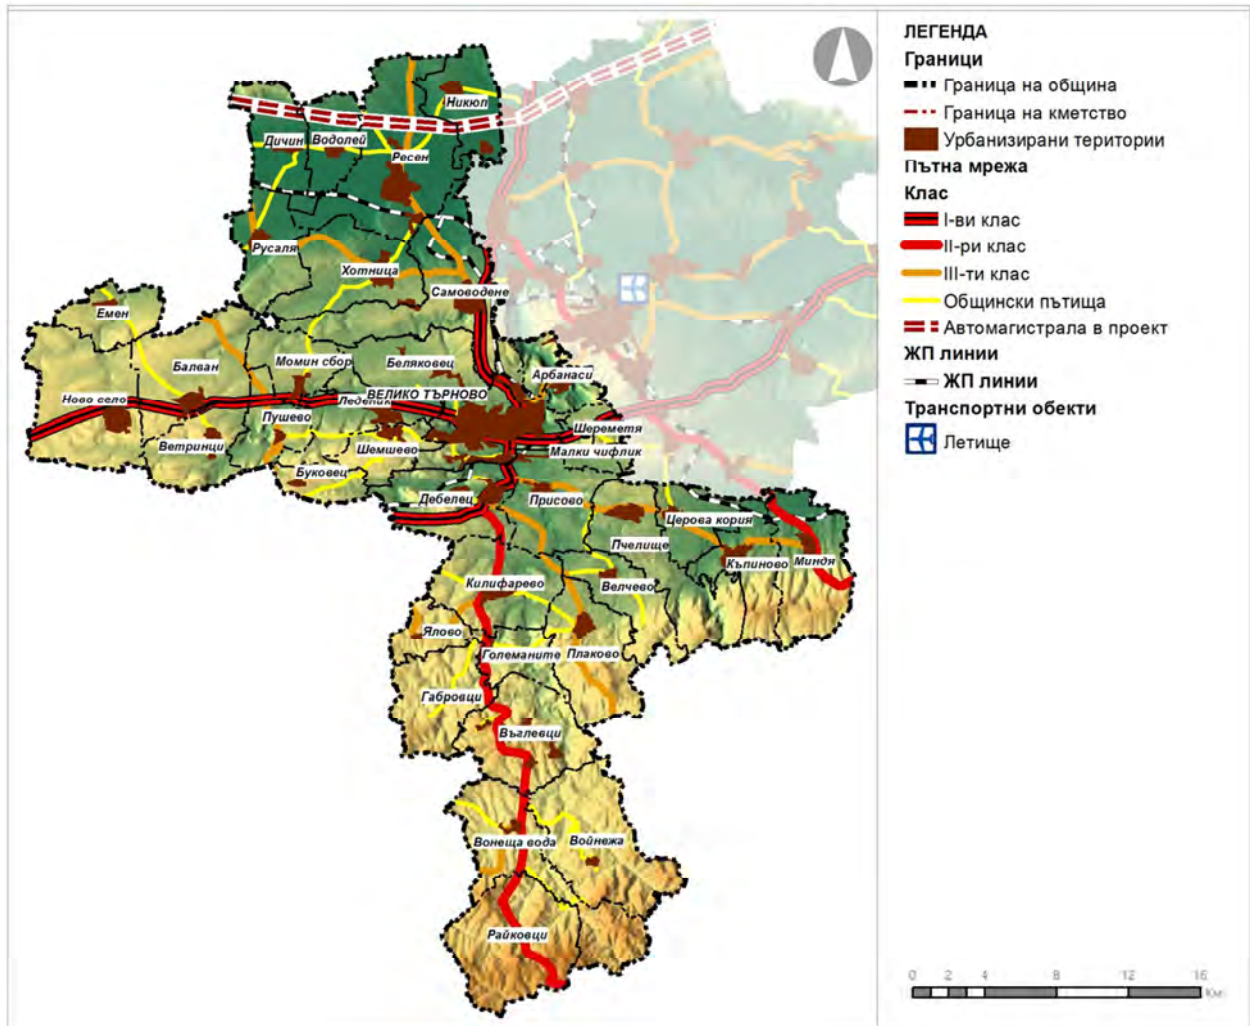 ЛЕГЕНДА
Граници
Граница на община
Граница на кметство
Урбанизирани територии
Пътна мрежа
Клас
I-ви клас
II-ри клас
III-ти клас
Общински пътища
Автомагистрала в проект
ЖП линии
ЖП линии
Транспортни обекти
Летище
Никюп
Дичин
Водолей
Ресен
Русаля
Хотница
Самоводене
Емен
Балван
Момин сбор
Беляковец
Арбанаси
Ново село
Леденик
ВЕЛИКО ТЪРНОВО
Пушево
Шереметя
Ветринци
Шемшево
Малки чифлик
Буковец
Дебелец
Присово
Церова кория
Пчелище
Къпиново
Миндя
Килифарево
Велчево
Ялово
Големаните
Плаково
Габровци
Въглевци
Вонеща вода
Войнежа
Райковци
0 2 4 8 12 16
Км